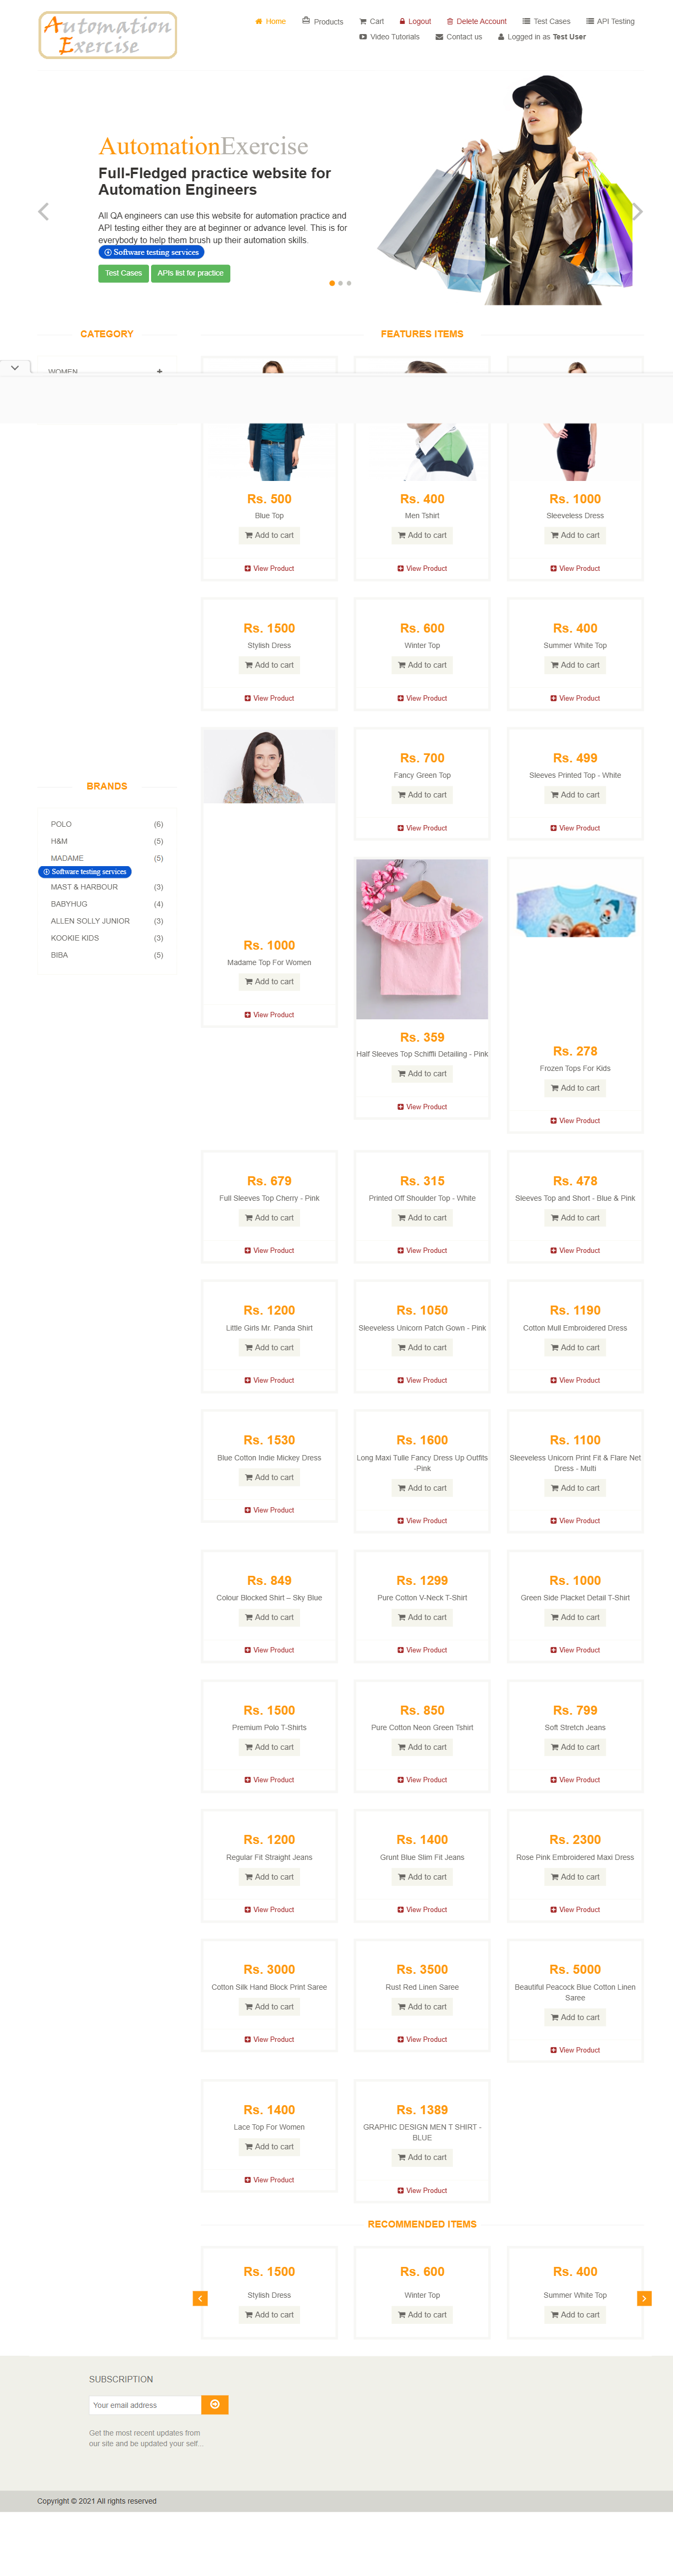 Automation
Exercise
Home
Products
Cart
Logout
Delete Account
Test Cases
API Testing
Video Tutorials
Contact us
Logged in as Test User
AutomationExercise
Full-Fledged practice website for
Automation Engineers
All QA engineers can use this website for automation practice and
API testing either they are at beginner or advance level. This is for
everybody to help them brush up their automation skills.
Software testing services
Test Cases
APIs list for practice
CATEGORY
WOMEN
BRANDS
POLO (6)
H&M (5)
MADAME (5)
Software testing services
MAST & HARBOUR (3)
BABYHUG (4)
ALLEN SOLLY JUNIOR (3)
KOOKIE KIDS (3)
BIBA (5)
FEATURES ITEMS
Rs. 500
Blue Top
Add to cart
View Product
Rs. 400
Men Tshirt
Add to cart
View Product
Rs. 1000
Sleeveless Dress
Add to cart
View Product
Rs. 1500
Stylish Dress
Add to cart
View Product
Rs. 600
Winter Top
Add to cart
View Product
Rs. 400
Summer White Top
Add to cart
View Product
Rs. 1000
Madame Top For Women
Add to cart
View Product
Rs. 700
Fancy Green Top
Add to cart
View Product
Rs. 499
Sleeves Printed Top - White
Add to cart
View Product
Rs. 359
Half Sleeves Top Schiffli Detailing - Pink
Add to cart
View Product
Rs. 278
Frozen Tops For Kids
Add to cart
View Product
Rs. 679
Full Sleeves Top Cherry - Pink
Add to cart
View Product
Rs. 315
Printed Off Shoulder Top - White
Add to cart
View Product
Rs. 478
Sleeves Top and Short - Blue & Pink
Add to cart
View Product
Rs. 1200
Little Girls Mr. Panda Shirt
Add to cart
View Product
Rs. 1050
Sleeveless Unicorn Patch Gown - Pink
Add to cart
View Product
Rs. 1190
Cotton Mull Embroidered Dress
Add to cart
View Product
Rs. 1530
Blue Cotton Indie Mickey Dress
Add to cart
View Product
Rs. 1600
Long Maxi Tulle Fancy Dress Up Outfits
-Pink
Add to cart
View Product
Rs. 1100
Sleeveless Unicorn Print Fit & Flare Net
Dress - Multi
Add to cart
View Product
Rs. 849
Colour Blocked Shirt – Sky Blue
Add to cart
View Product
Rs. 1299
Pure Cotton V-Neck T-Shirt
Add to cart
View Product
Rs. 1000
Green Side Placket Detail T-Shirt
Add to cart
View Product
Rs. 1500
Premium Polo T-Shirts
Add to cart
View Product
Rs. 850
Pure Cotton Neon Green Tshirt
Add to cart
View Product
Rs. 799
Soft Stretch Jeans
Add to cart
View Product
Rs. 1200
Regular Fit Straight Jeans
Add to cart
View Product
Rs. 1400
Grunt Blue Slim Fit Jeans
Add to cart
View Product
Rs. 2300
Rose Pink Embroidered Maxi Dress
Add to cart
View Product
Rs. 3000
Cotton Silk Hand Block Print Saree
Add to cart
View Product
Rs. 3500
Rust Red Linen Saree
Add to cart
View Product
Rs. 5000
Beautiful Peacock Blue Cotton Linen
Saree
Add to cart
View Product
Rs. 1400
Lace Top For Women
Add to cart
View Product
Rs. 1389
GRAPHIC DESIGN MEN T SHIRT -
BLUE
Add to cart
View Product
RECOMMENDED ITEMS
Rs. 1500
Stylish Dress
Add to cart
Rs. 600
Winter Top
Add to cart
Rs. 400
Summer White Top
Add to cart
SUBSCRIPTION
Your email address
Get the most recent updates from
our site and be updated your self...
Copyright © 2021 All rights reserved